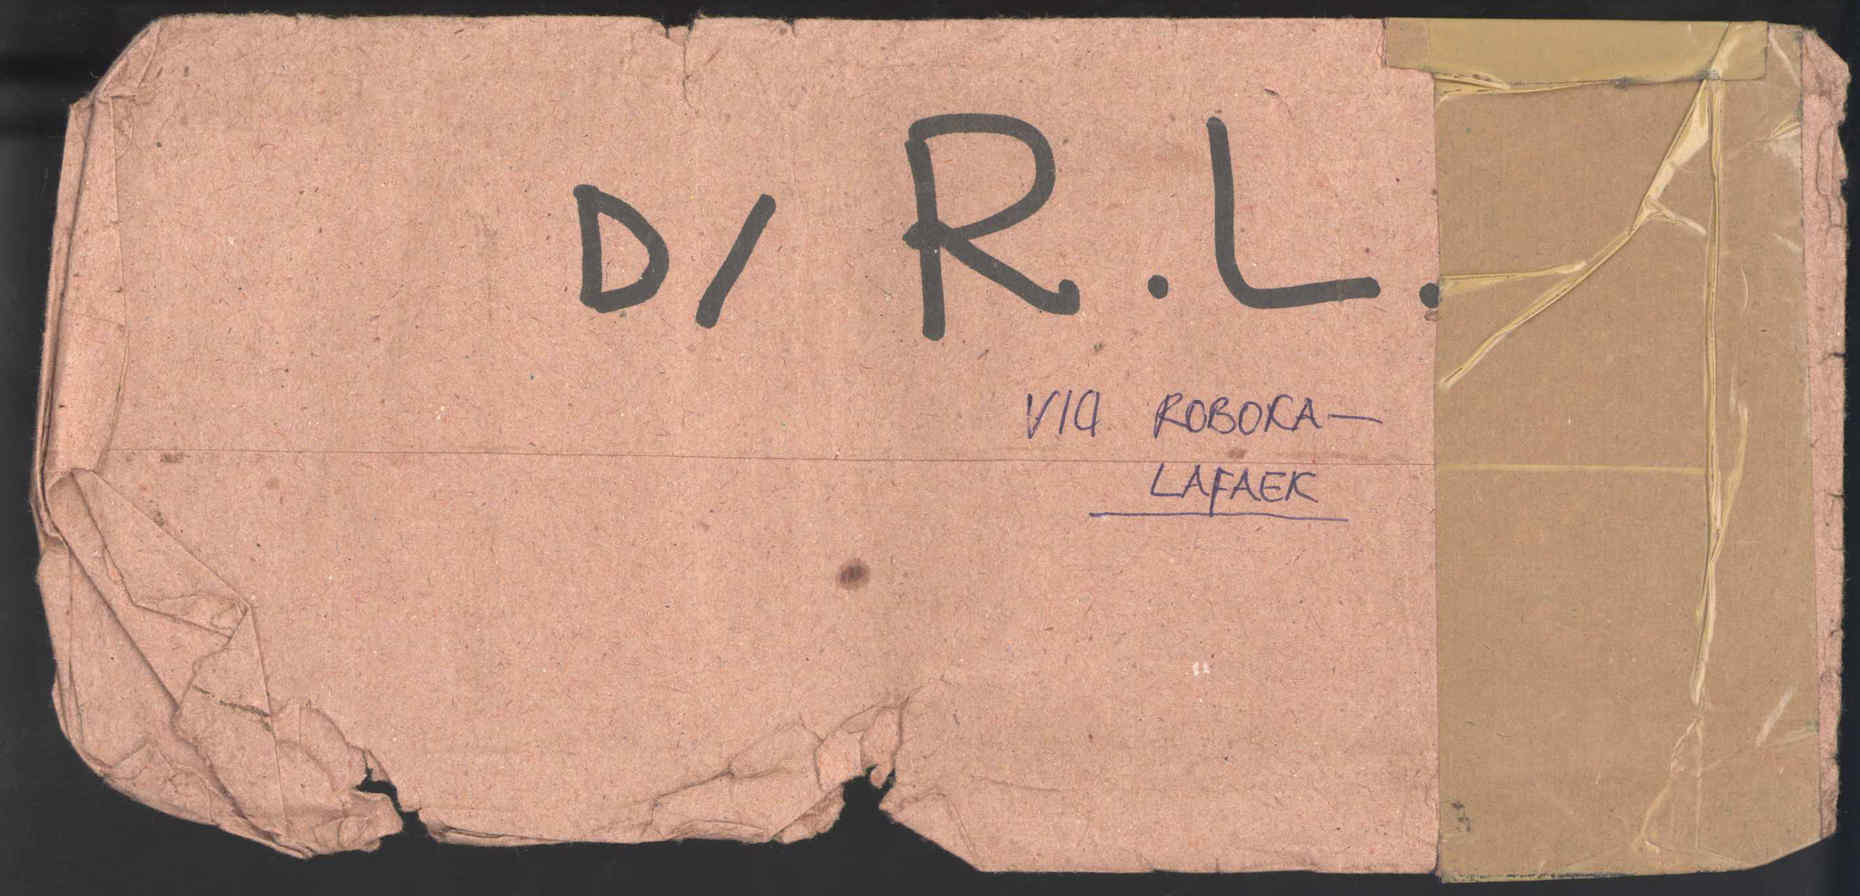 D/ R.L.
VIA ROBORA-
LAFAEK